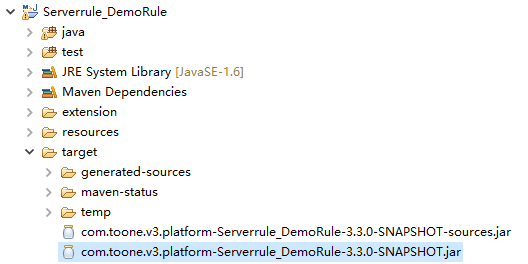 Serverrule_DemoRule
java
test
JRE System Library [JavaSE-1.6]
Maven Dependencies
extension
resources
target
generated-sources
maven-status
temp
com.toone.v3.platform-Serverrule_DemoRule-3.3.0-SNAPSHOT-sources.jar
com.toone.v3.platform-Serverrule_DemoRule-3.3.0-SNAPSHOT.jar